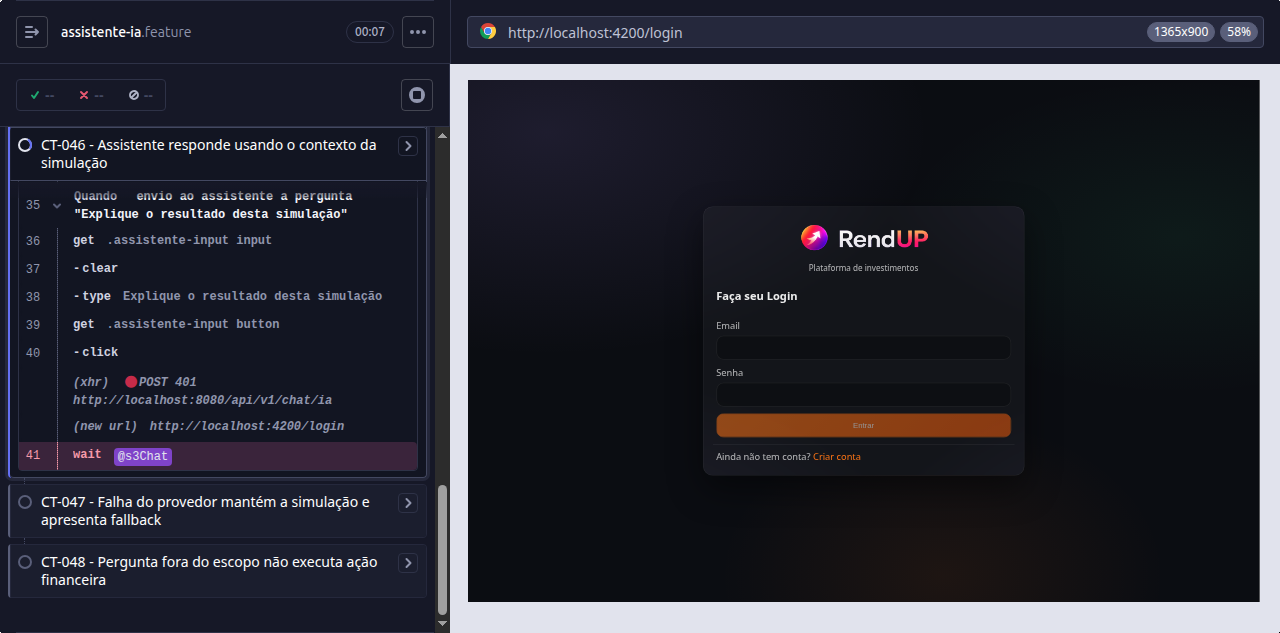 assistente-ia.feature
00:07
--
--
--
CT-046 - Assistente responde usando o contexto da
simulação
35 Quando envio ao assistente a pergunta
"Explique o resultado desta simulação"
36 get .assistente-input input
37 -clear
38 -type Explique o resultado desta simulação
39 get .assistente-input button
40 -click
(xhr) POST 401
http://localhost:8080/api/v1/chat/ia
(new url) http://localhost:4200/login
41 wait @s3Chat
CT-047 - Falha do provedor mantém a simulação e
apresenta fallback
CT-048 - Pergunta fora do escopo não executa ação
financeira
http://localhost:4200/login
1365x900
58%
RendUP
Plataforma de investimentos
Faça seu Login
Email
Senha
Entrar
Ainda não tem conta? Criar conta